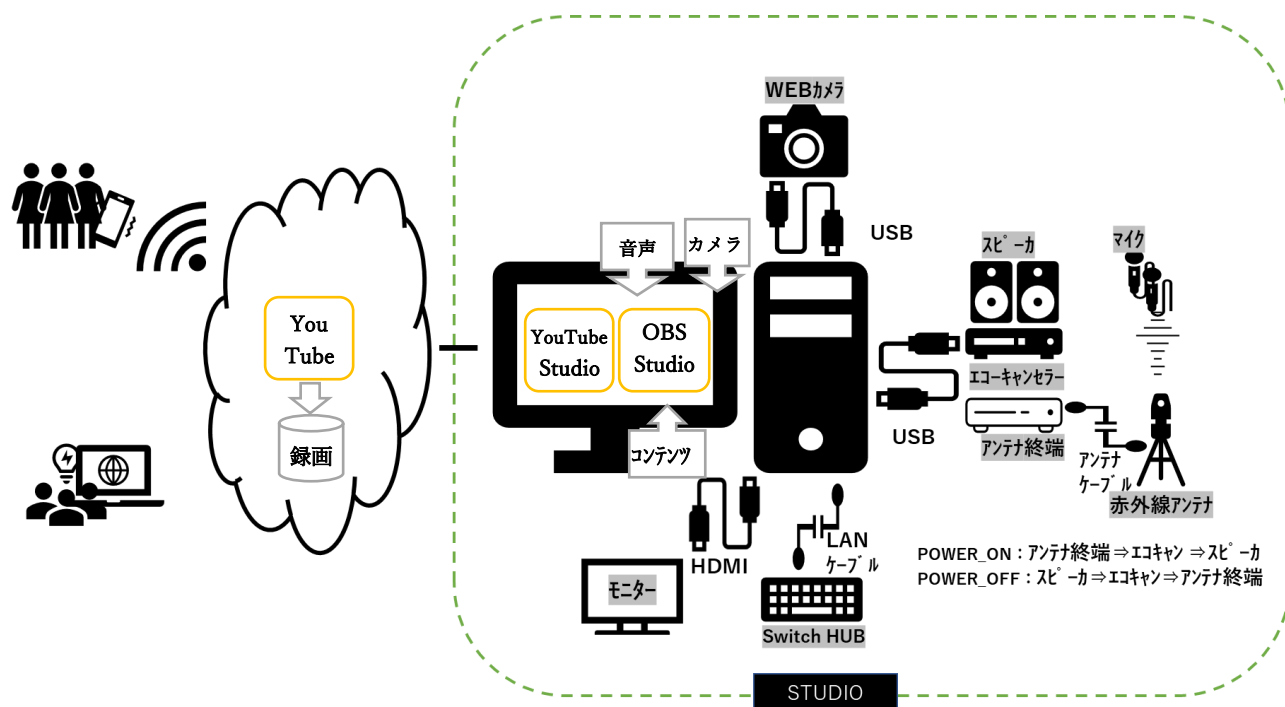 WEBｶﾒﾗ
USB
音声
カメラ
ｽﾋﾟｰｶ
ﾏｲｸ
You
Tube
YouTube
Studio
OBS
Studio
ｴｺｰｷｬﾝｾﾗｰ
USB
録画
ｺﾝﾃﾝﾂ
ｱﾝﾃﾅ終端
ｱﾝﾃﾅ
ｹｰﾌﾞﾙ
赤外線ｱﾝﾃﾅ
HDMI
LAN
ｹｰﾌﾞﾙ
POWER_ON：ｱﾝﾃﾅ終端⇒ｴｺｷｬﾝ ⇒ｽﾋﾟｰｶ
POWER_OFF：ｽﾋﾟｰｶ⇒ｴｺｷｬﾝ⇒ｱﾝﾃﾅ終端
ﾓﾆﾀｰ
Switch HUB
STUDIO